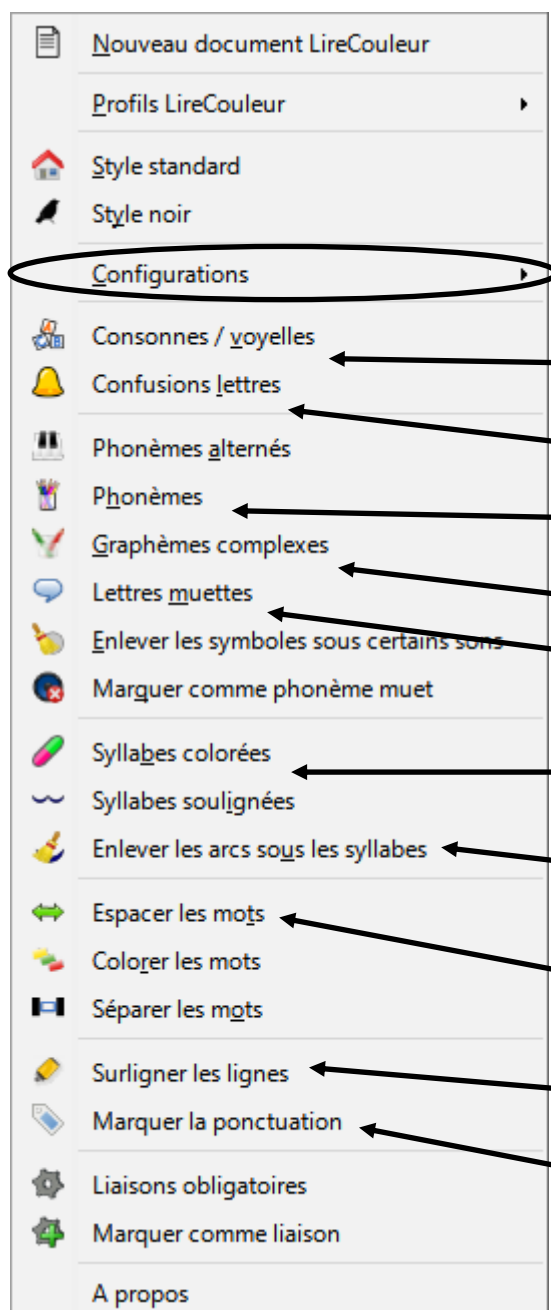 Nouveau document LireCouleur
Profils LireCouleur
Style standard
Style noir
Configurations
Consonnes / voyelles
Confusions lettres
Phonèmes alternés
Phonèmes
Graphèmes complexes
Lettres muettes
Enlever les symboles sous certains sons
Marquer comme phonème muet
Syllabes colorées
Syllabes soulignées
Enlever les arcs sous les syllabes
Espacer les mots
Colorer les mots
Séparer les mots
Surligner les lignes
Marquer la ponctuation
Liaisons obligatoires
Marquer comme liaison
A propos